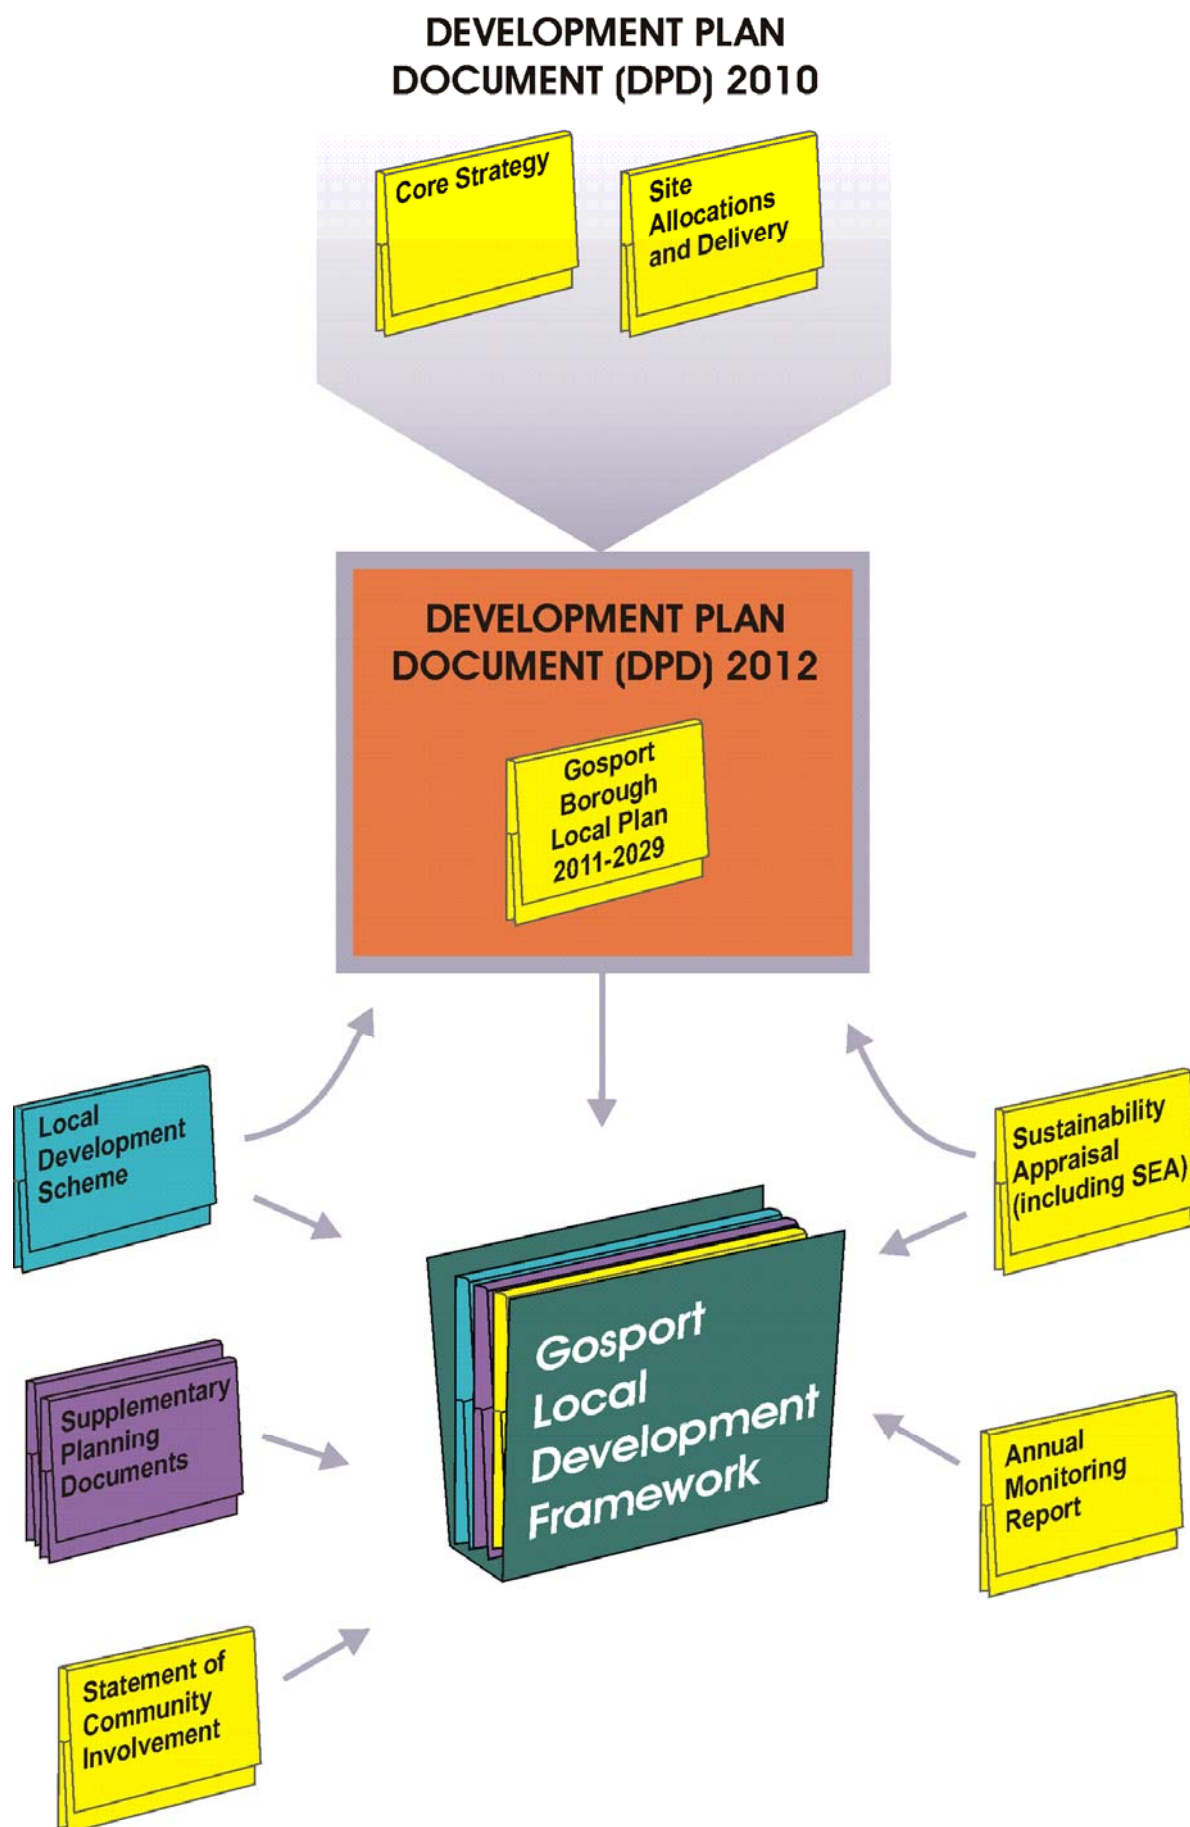 DEVELOPMENT PLAN
DOCUMENT (DPD) 2010
Core Strategy
Site
Allocations
and Delivery
DEVELOPMENT PLAN
DOCUMENT (DPD) 2012
Gosport
Borough
Local Plan
2011-2029
Local
Development
Scheme
Sustainability
Appraisal
(including SEA)
Gosport
Local
Development
Framework
Supplementary
Planning
Documents
Annual
Monitoring
Report
Statement of
Community
Involvement